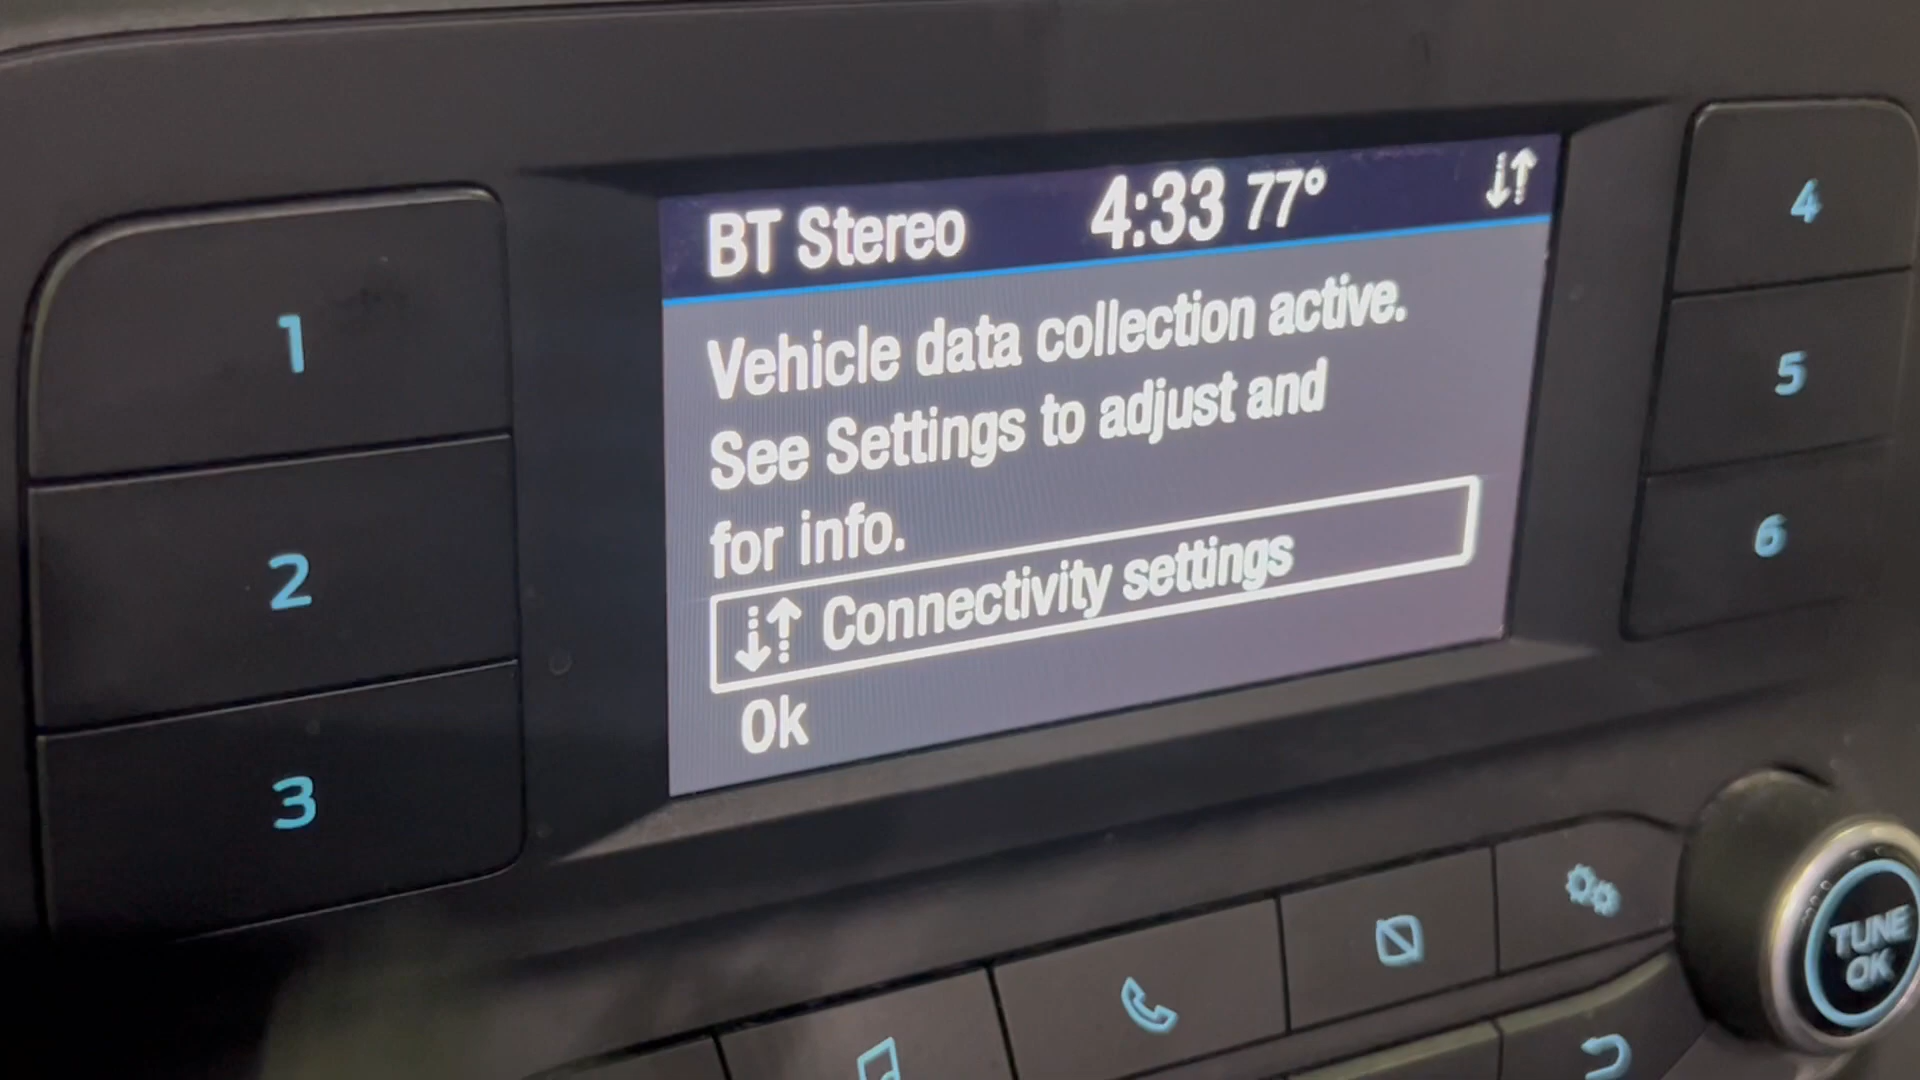 BT Stereo 4:33 77°
Vehicle data collection active.
See Settings to adjust and
for info.
Connectivity settings
Ok
1
2
3
4
5
6
TUNE
OK